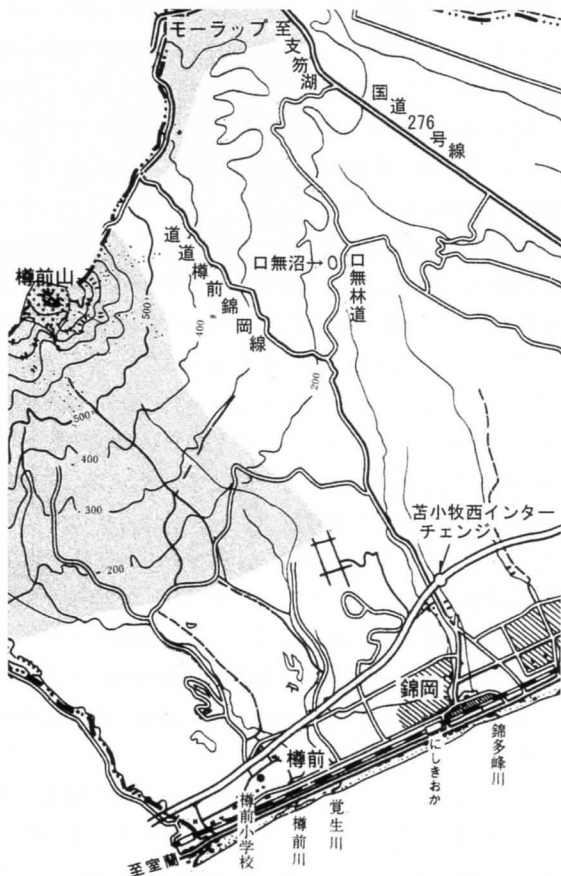 モーラップ
至支笏湖
国道276号線
道道樽前錦岡線
口無沼→
口無林道
樽前山
500
400
200
500
400
300
200
苫小牧西インター
チェンジ
錦岡
にしきおか
錦多峰川
樽前
覚生川
樽前川
樽前小学校
至室蘭